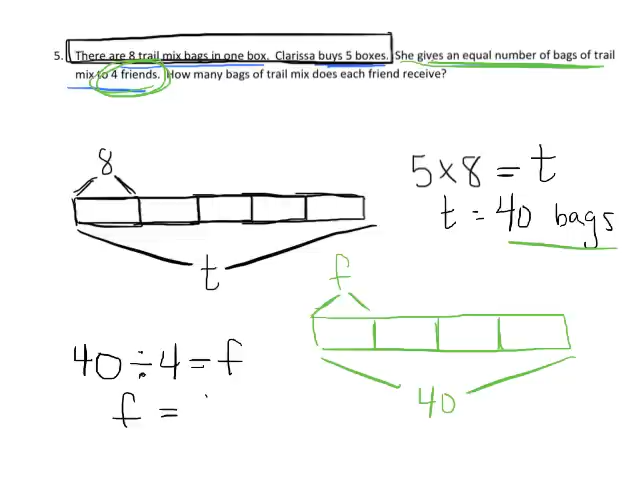 5. There are 8 trail mix bags in one box. Clarissa buys 5 boxes. She gives an equal number of bags of trail
mix to 4 friends. How many bags of trail mix does each friend receive?
8
5 x 8 = t
t = 40 bags
t
f
40 ÷ 4 = f
f =
40